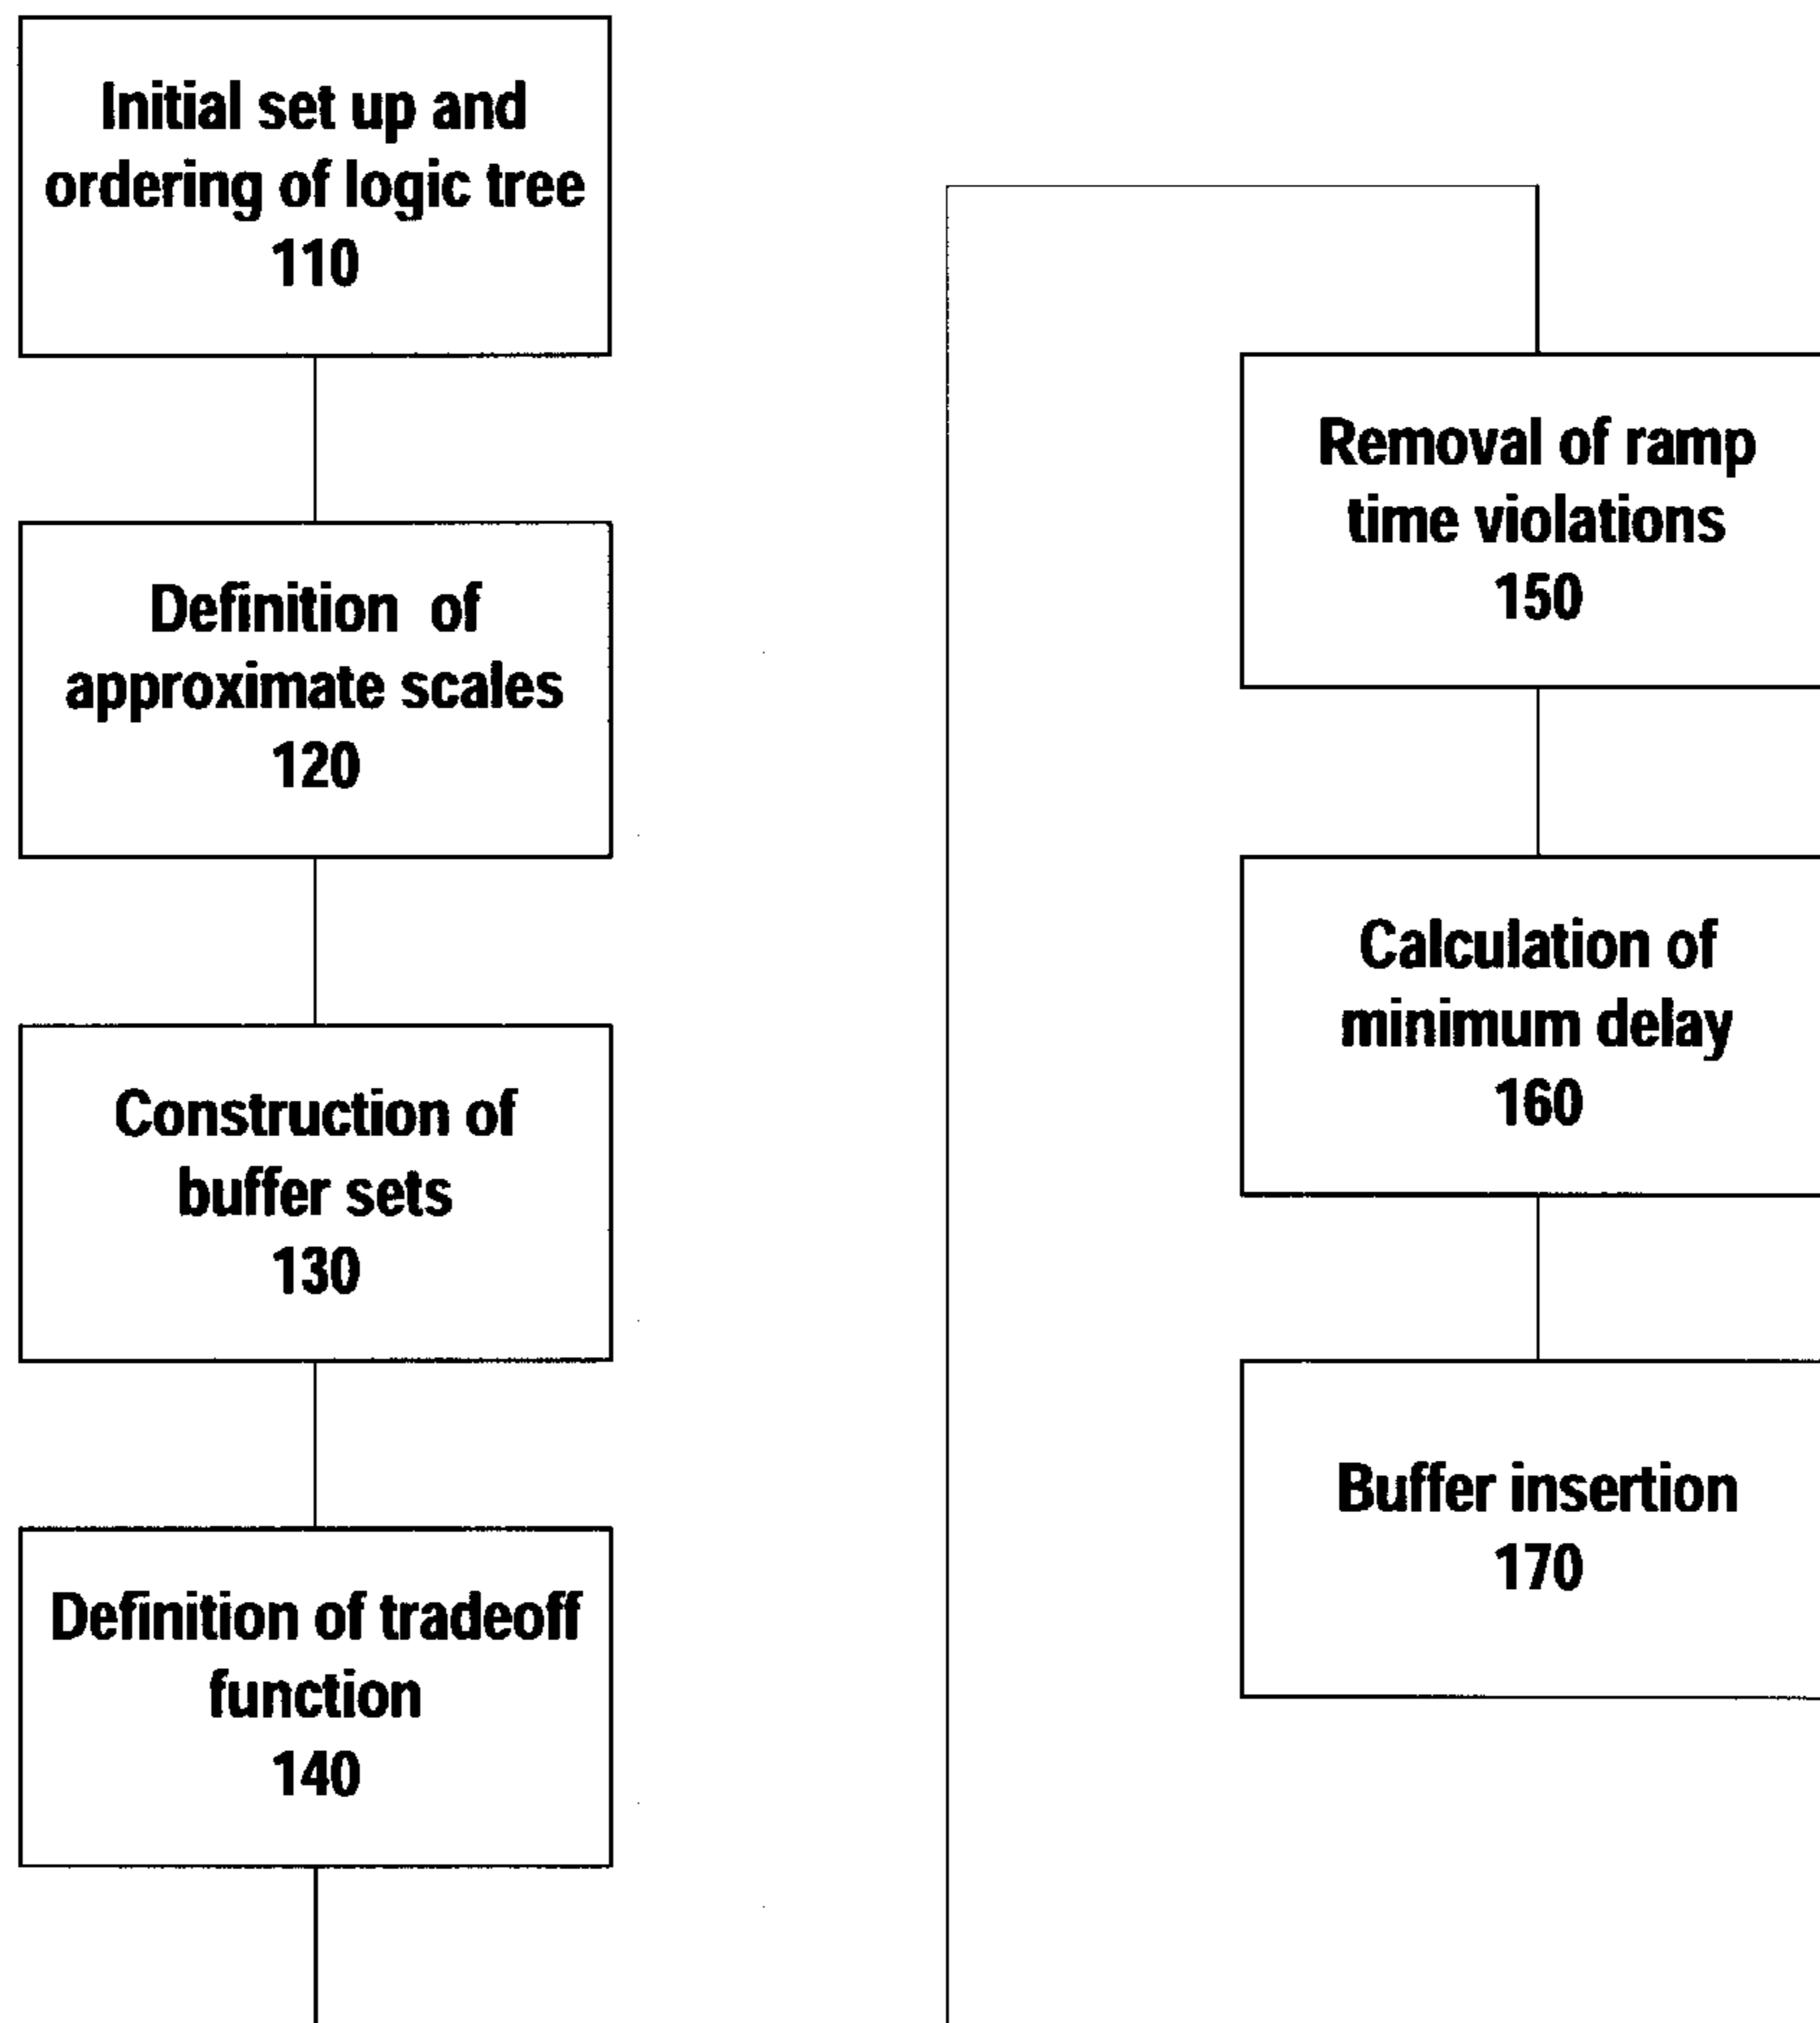 Initial set up and
ordering of logic tree
110
Definition of
approximate scales
120
Construction of
buffer sets
130
Definition of tradeoff
function
140
Removal of ramp
time violations
150
Calculation of
minimum delay
160
Buffer insertion
170